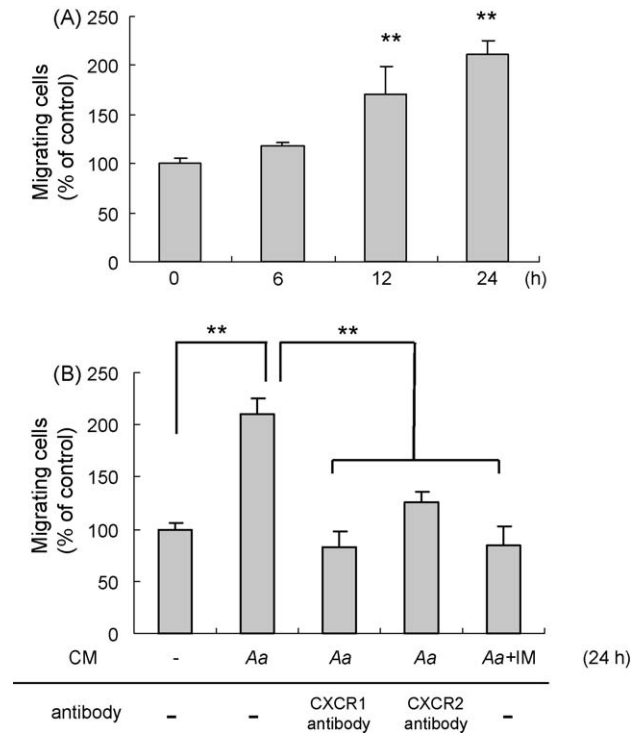 (A)
Migrating cells
(% of control)
250
200
150
100
50
0
**
**
0 6 12 24 (h)
(B)
Migrating cells
(% of control)
250
200
150
100
50
0
**
**
CM - Aa Aa Aa Aa+IM (24 h)
antibody - - CXCR1 antibody CXCR2 antibody -